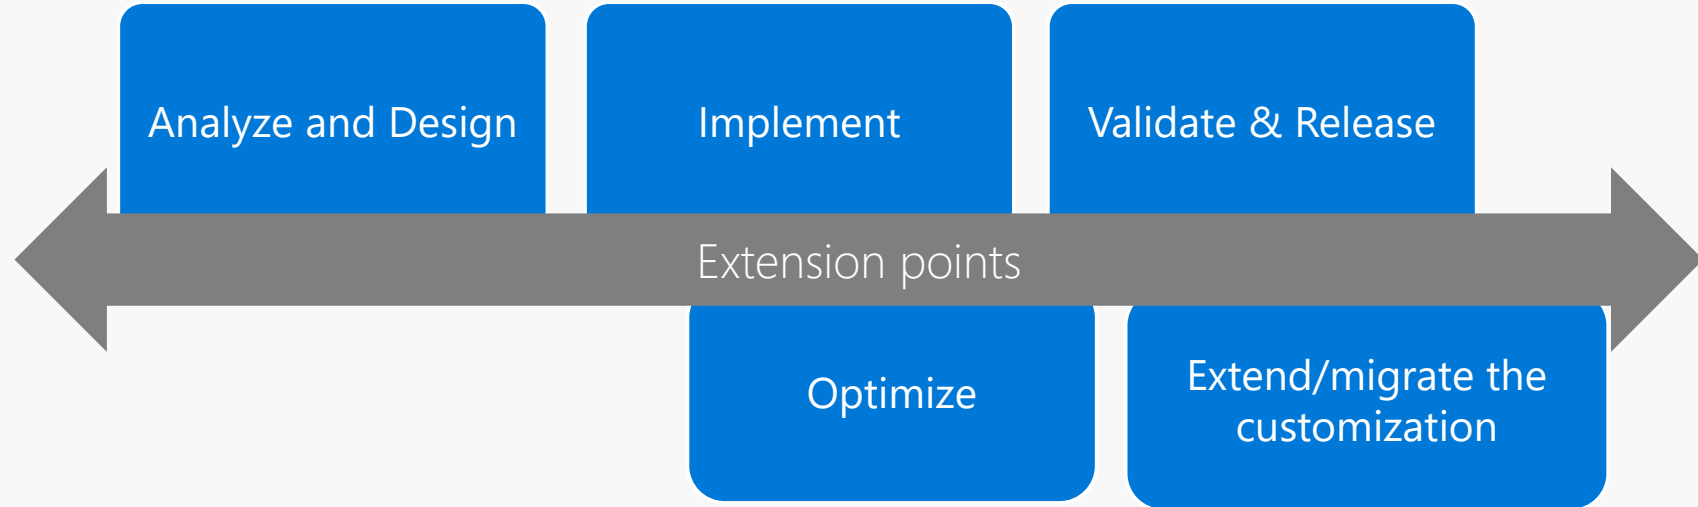 Analyze and Design
Implement
Validate & Release
Extension points
Optimize
Extend/migrate the
customization